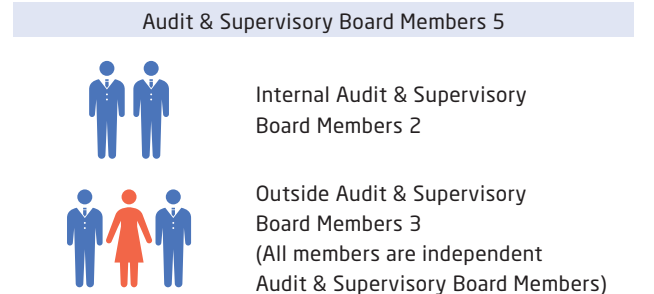 Audit & Supervisory Board Members 5
Internal Audit & Supervisory
Board Members 2
Outside Audit & Supervisory
Board Members 3
(All members are independent
Audit & Supervisory Board Members)